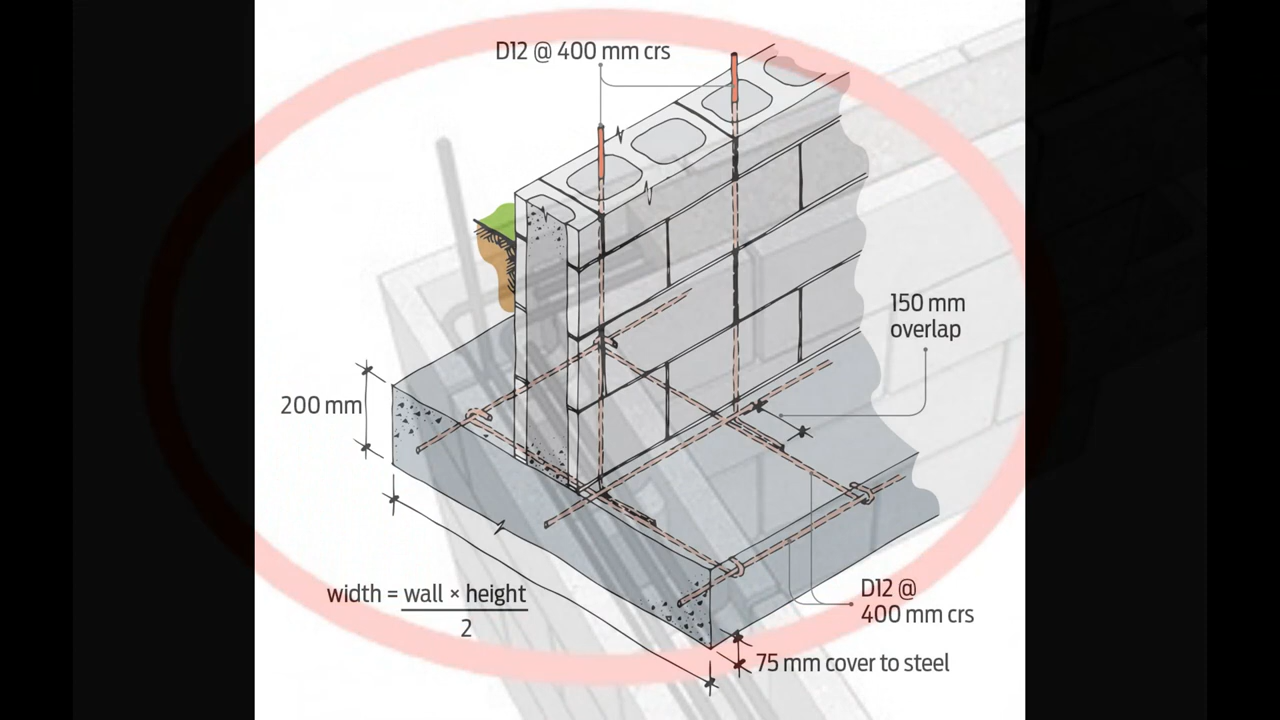 D12 @ 400 mm crs
150 mm
overlap
200 mm
width = wall × height
2
D12 @
400 mm crs
75 mm cover to steel